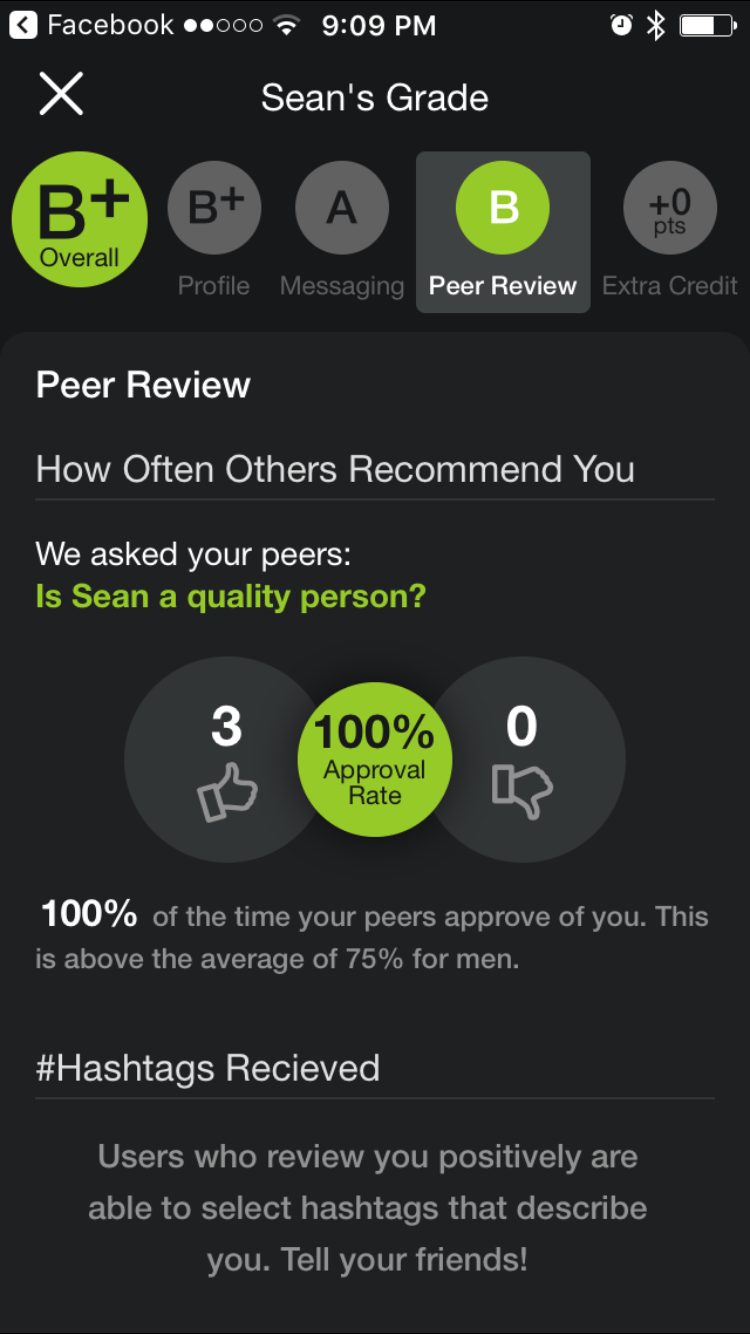 Facebook 9:09 PM
Sean's Grade
B+
Overall
B+
Profile
A
Messaging
B
Peer Review
+0
pts
Extra Credit
Peer Review
How Often Others Recommend You
We asked your peers:
Is Sean a quality person?
3
100%
Approval
Rate
0
100% of the time your peers approve of you. This
is above the average of 75% for men.
#Hashtags Recieved
Users who review you positively are
able to select hashtags that describe
you. Tell your friends!